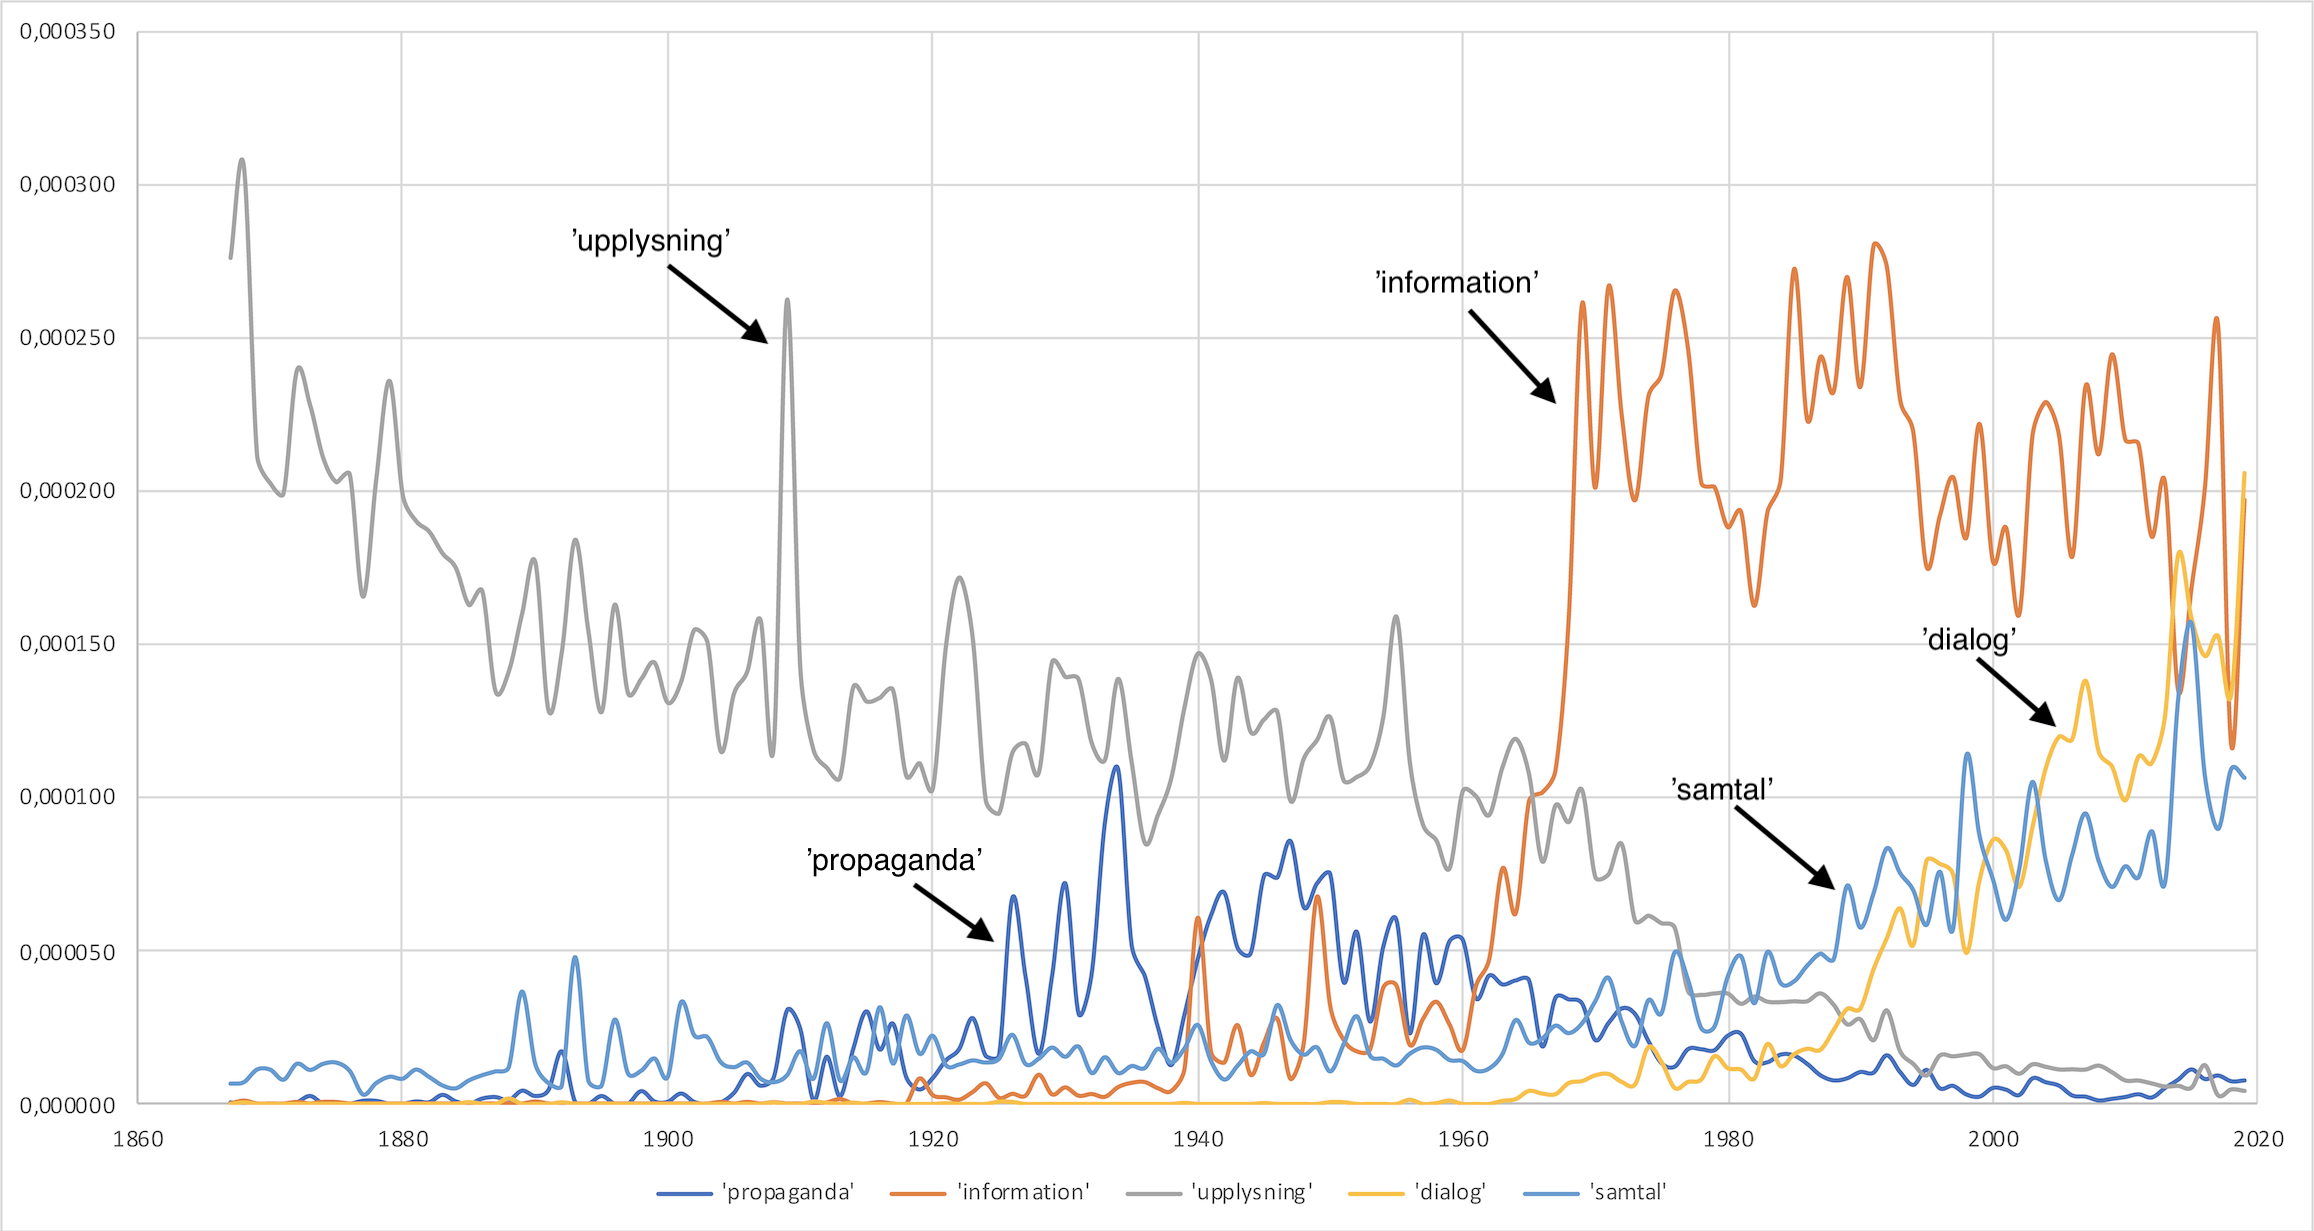 0,000350
0,000300
0,000250
0,000200
0,000150
0,000100
0,000050
0,000000
’upplysning’
’information’
’dialog’
’samtal’
’propaganda’
1860 1880 1900 1920 1940 1960 1980 2000 2020
'propaganda' 'information' 'upplysning' 'dialog' 'samtal'